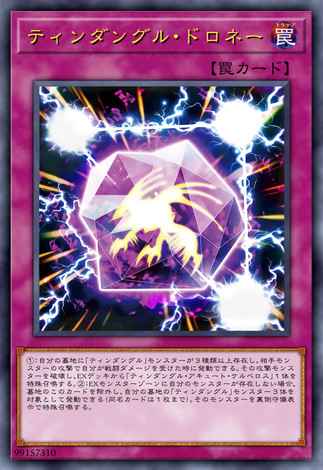 ティンダングル・ドロネー
トラップ
罠
【罠カード】
①:自分の墓地に「ティンダングル」モンスターが3種類以上存在し、相手モン
スターの攻撃で自分が戦闘ダメージを受けた時に発動できる。その攻撃モンス
ターを破壊し、EXデッキから「ティンダングル・アキュート・ケルベロス」1体を
特殊召喚する。②:EXモンスターゾーンに自分のモンスターが存在しない場合、
墓地のこのカードを除外し、自分の墓地の「ティンダングル」モンスター3体を
対象として発動できる(同名カードは1枚まで)。そのモンスターを裏側守備表
示で特殊召喚する。
99157310